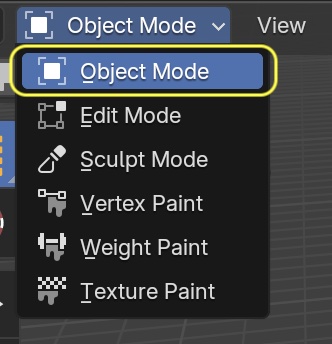 Object Mode View
Object Mode
Edit Mode
Sculpt Mode
Vertex Paint
Weight Paint
Texture Paint